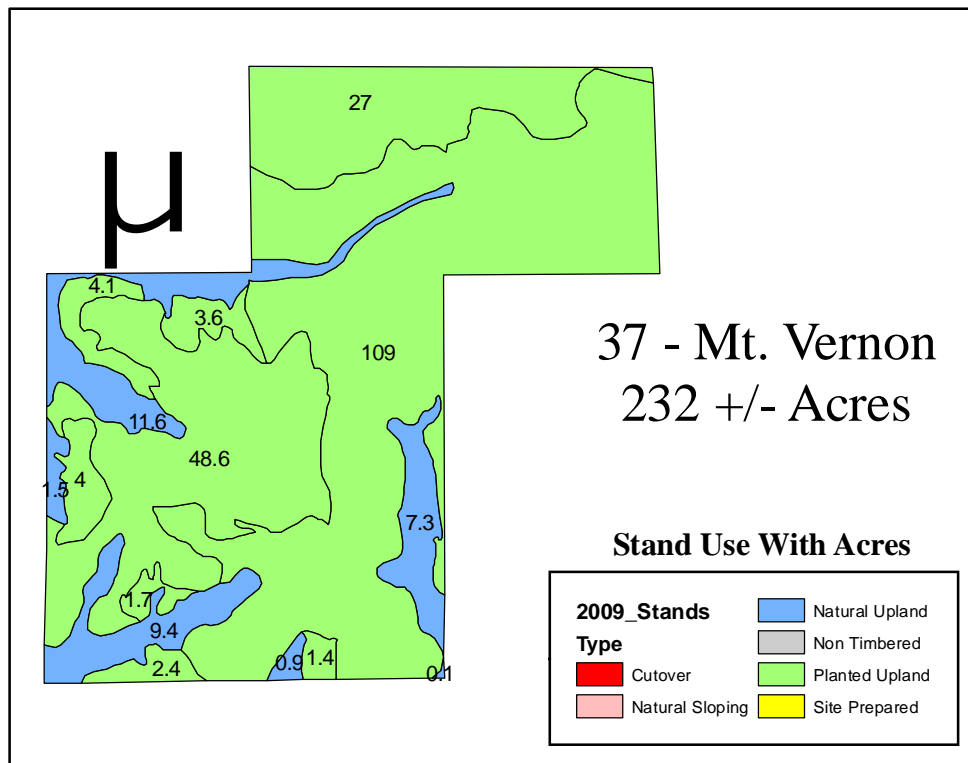 27
µ
4.1
3.6
109
37 - Mt. Vernon
232 +/- Acres
11.6
48.6
4
1.5
7.3
1.7
9.4
2.4
0.9
1.4
0.1
Stand Use With Acres
2009_Stands
Type
Cutover
Natural Sloping
Natural Upland
Non Timbered
Planted Upland
Site Prepared